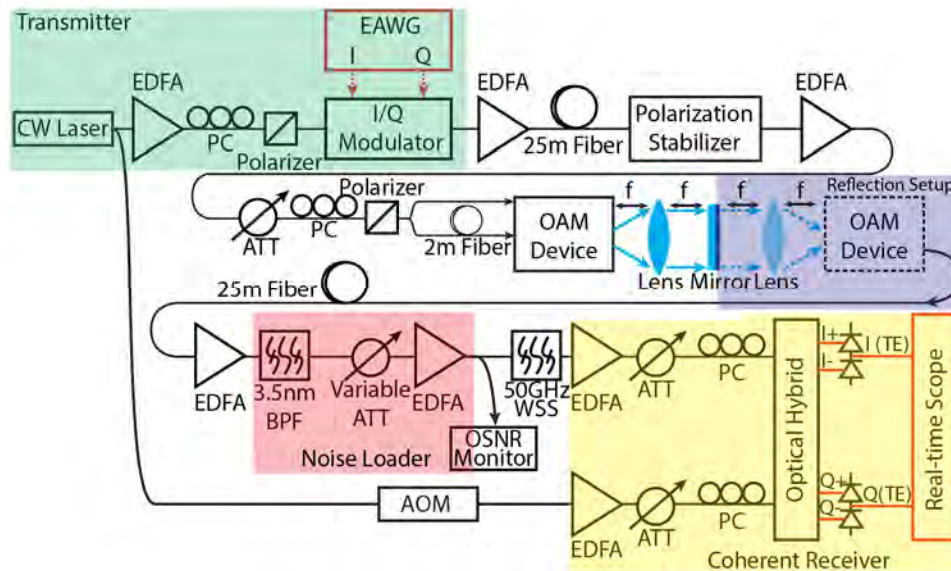 Transmitter
EAWG
I Q
EDFA
EDFA
EDFA
CW Laser
PC
Polarizer
I/Q
Modulator
25m Fiber
Polarization
Stabilizer
ATT
PC
Polarizer
2m Fiber
OAM
Device
f
f
f
f
Lens
Mirror
Lens
Reflection Setup
OAM
Device
25m Fiber
EDFA
3.5nm
BPF
Variable
ATT
EDFA
Noise Loader
OSNR
Monitor
50GHz
WSS
EDFA
ATT
PC
Optical Hybrid
I+
I-
I (TE)
Real-time Scope
AOM
EDFA
ATT
PC
Q+
Q-
Q(TE)
Coherent Receiver